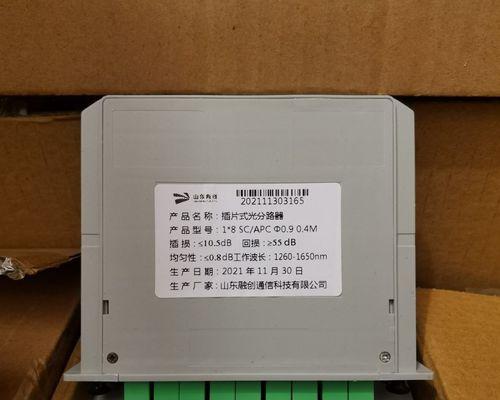 山东融创
202111303165
产品名称：插片式光分路器
产品型号：1*8 SC/APC Φ0.9 0.4M
插损：≤10.5dB 回损：≥55 dB
均匀性：≤0.8dB工作波长：1260-1650nm
生产日期：2021 年 11 月 30 日
生产厂家：山东融创通信科技有限公司